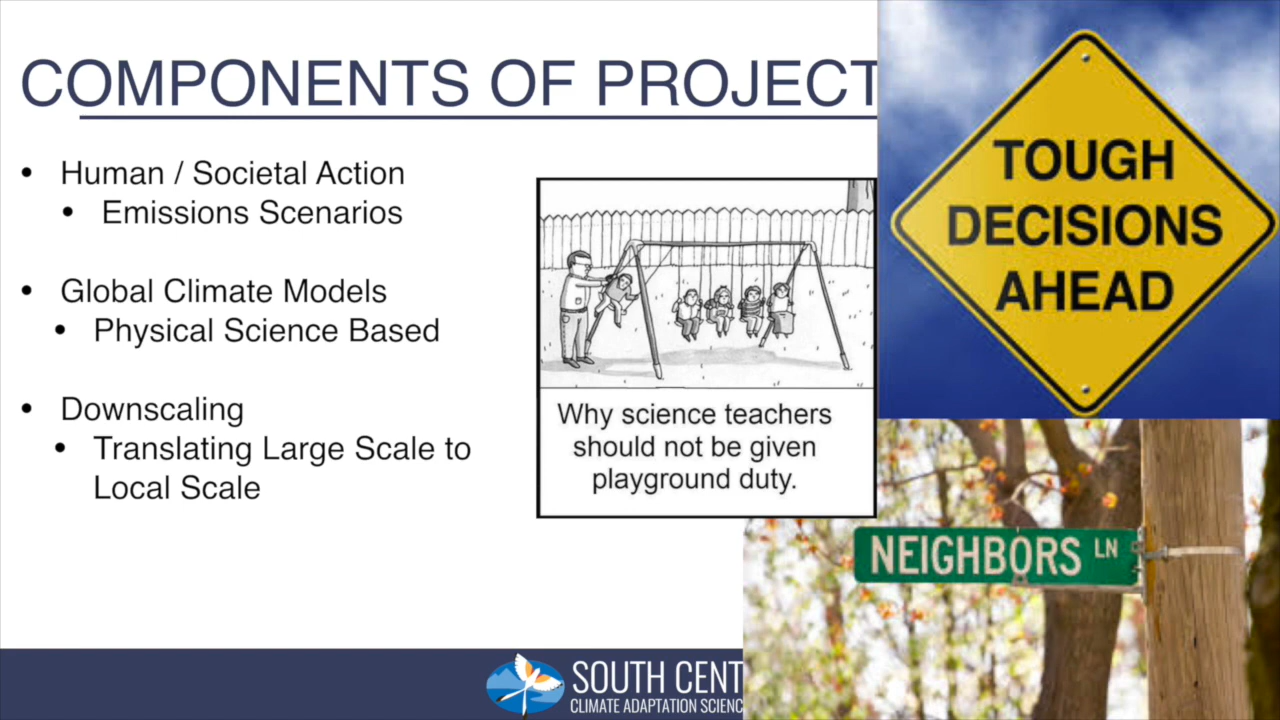 COMPONENTS OF PROJECT
• Human / Societal Action
• Emissions Scenarios
• Global Climate Models
• Physical Science Based
• Downscaling
• Translating Large Scale to
Local Scale
Why science teachers
should not be given
playground duty.
TOUGH
DECISIONS
AHEAD
NEIGHBORS LN
SOUTH CENT
CLIMATE ADAPTATION SCIENC